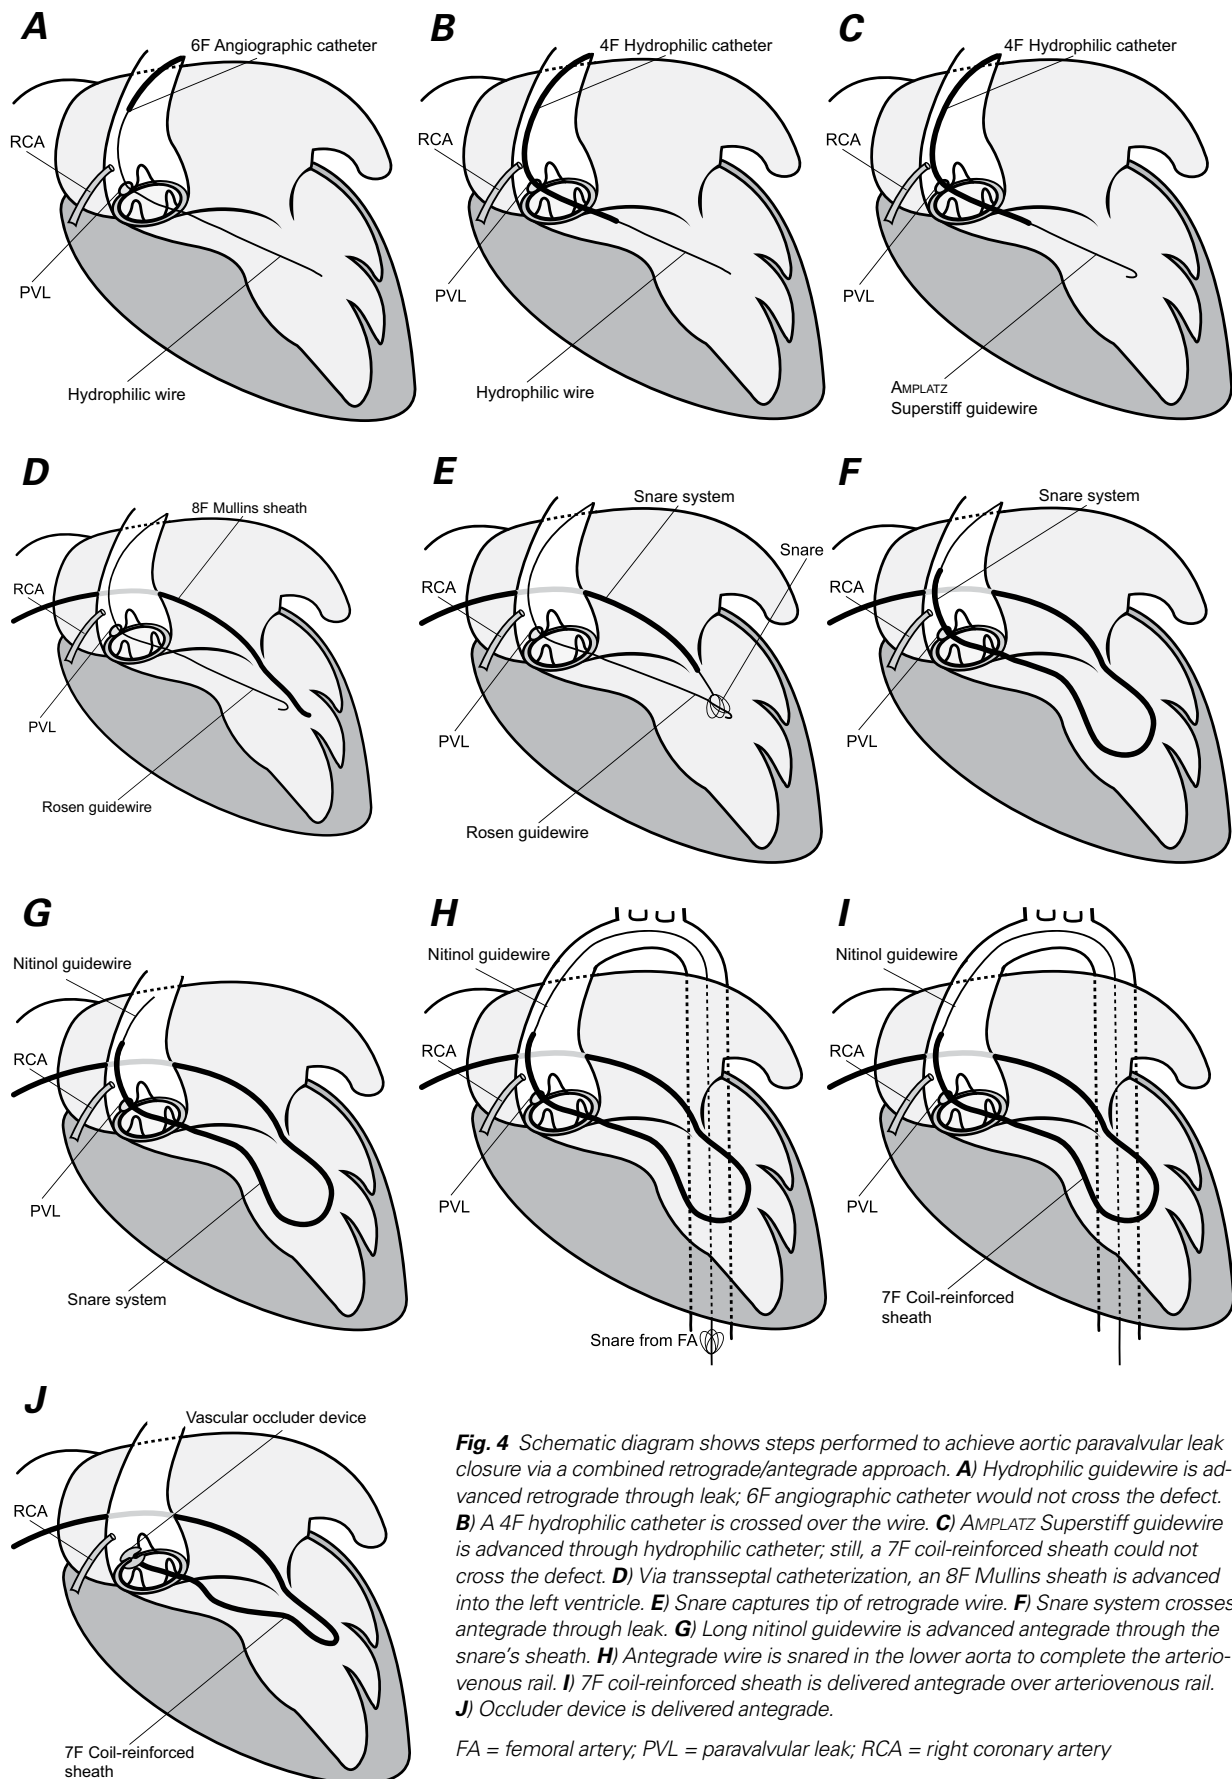 A
6F Angiographic catheter
RCA
PVL
Hydrophilic wire
B
4F Hydrophilic catheter
RCA
PVL
Hydrophilic wire
C
4F Hydrophilic catheter
RCA
PVL
AMPLATZ
Superstiff guidewire
D
8F Mullins sheath
RCA
PVL
Rosen guidewire
E
Snare system
Snare
RCA
PVL
Rosen guidewire
F
Snare system
RCA
PVL
G
Nitinol guidewire
RCA
PVL
Snare system
H
Nitinol guidewire
RCA
PVL
Snare from FA
I
Nitinol guidewire
RCA
PVL
7F Coil-reinforced
sheath
J
Vascular occluder device
RCA
PVL
7F Coil-reinforced
sheath
Fig. 4 Schematic diagram shows steps performed to achieve aortic paravalvular leak
closure via a combined retrograde/antegrade approach. A) Hydrophilic guidewire is ad-
vanced retrograde through leak; 6F angiographic catheter would not cross the defect.
B) A 4F hydrophilic catheter is crossed over the wire. C) AMPLATZ Superstiff guidewire
is advanced through hydrophilic catheter; still, a 7F coil-reinforced sheath could not
cross the defect. D) Via transseptal catheterization, an 8F Mullins sheath is advanced
into the left ventricle. E) Snare captures tip of retrograde wire. F) Snare system crosses
antegrade through leak. G) Long nitinol guidewire is advanced antegrade through the
snare's sheath. H) Antegrade wire is snared in the lower aorta to complete the arterio-
venous rail. I) 7F coil-reinforced sheath is delivered antegrade over arteriovenous rail.
J) Occluder device is delivered antegrade.
FA = femoral artery; PVL = paravalvular leak; RCA = right coronary artery